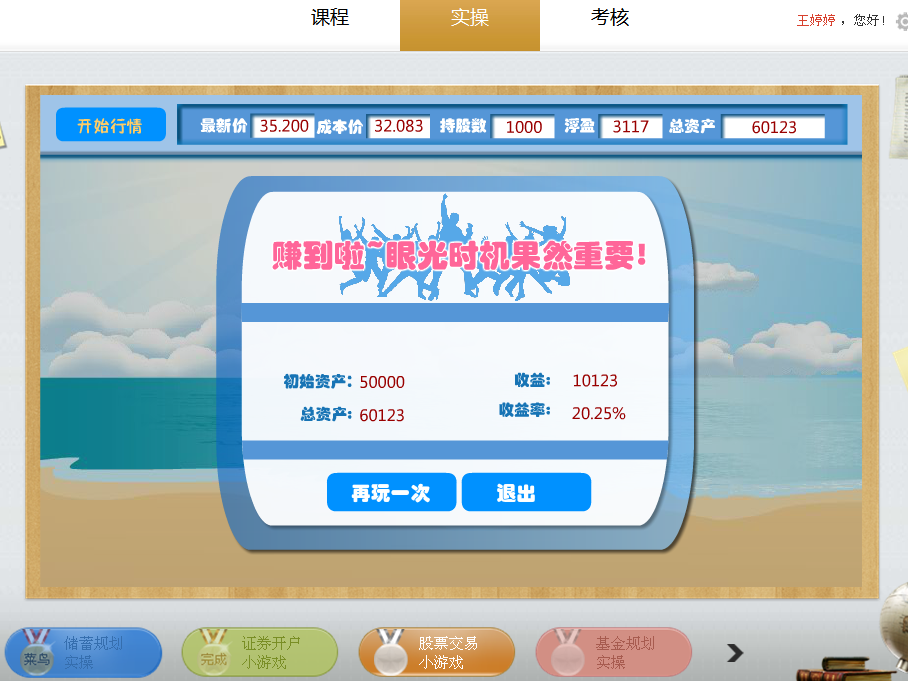 课程 实操 考核 王婷婷 ，您好！
开始行情 最新价 35.200 成本价 32.083 持股数 1000 浮盈 3117 总资产 60123
赚到啦~眼光时机果然重要!
初始资产: 50000 收益: 10123
总资产: 60123 收益率: 20.25%
再玩一次 退出
菜鸟 储蓄规划 实操
完成 证券开户 小游戏
股票交易 小游戏
基金规划 实操